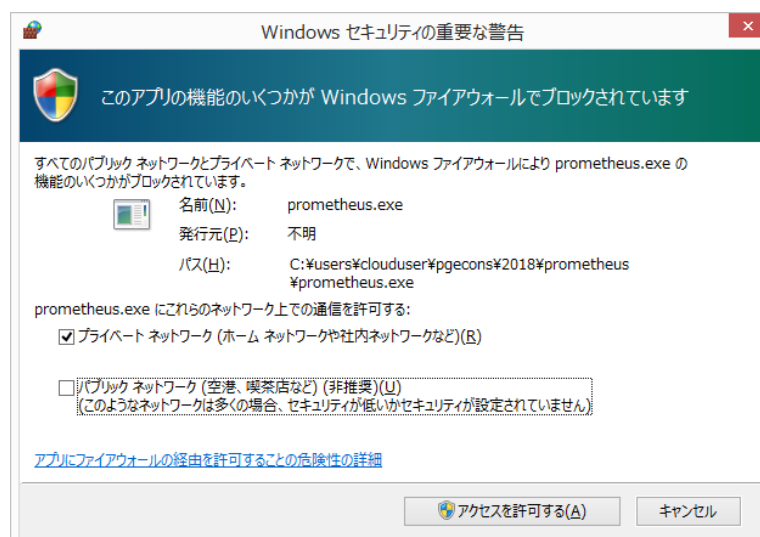 Windows セキュリティの重要な警告
このアプリの機能のいくつかが Windows ファイアウォールでブロックされています
すべてのパブリック ネットワークとプライベート ネットワークで、Windows ファイアウォールにより prometheus.exe の
機能のいくつかがブロックされています。
名前(N): prometheus.exe
発行元(P): 不明
パス(H): C:¥users¥clouduser¥pgecons¥2018¥prometheus
¥prometheus.exe
prometheus.exe にこれらのネットワーク上での通信を許可する:
プライベート ネットワーク (ホーム ネットワークや社内ネットワークなど)(R)
パブリック ネットワーク (空港、喫茶店など) (非推奨)(U)
(このようなネットワークは多くの場合、セキュリティが低いかセキュリティが設定されていません)
アプリにファイアウォールの経由を許可することの危険性の詳細
アクセスを許可する(A) キャンセル